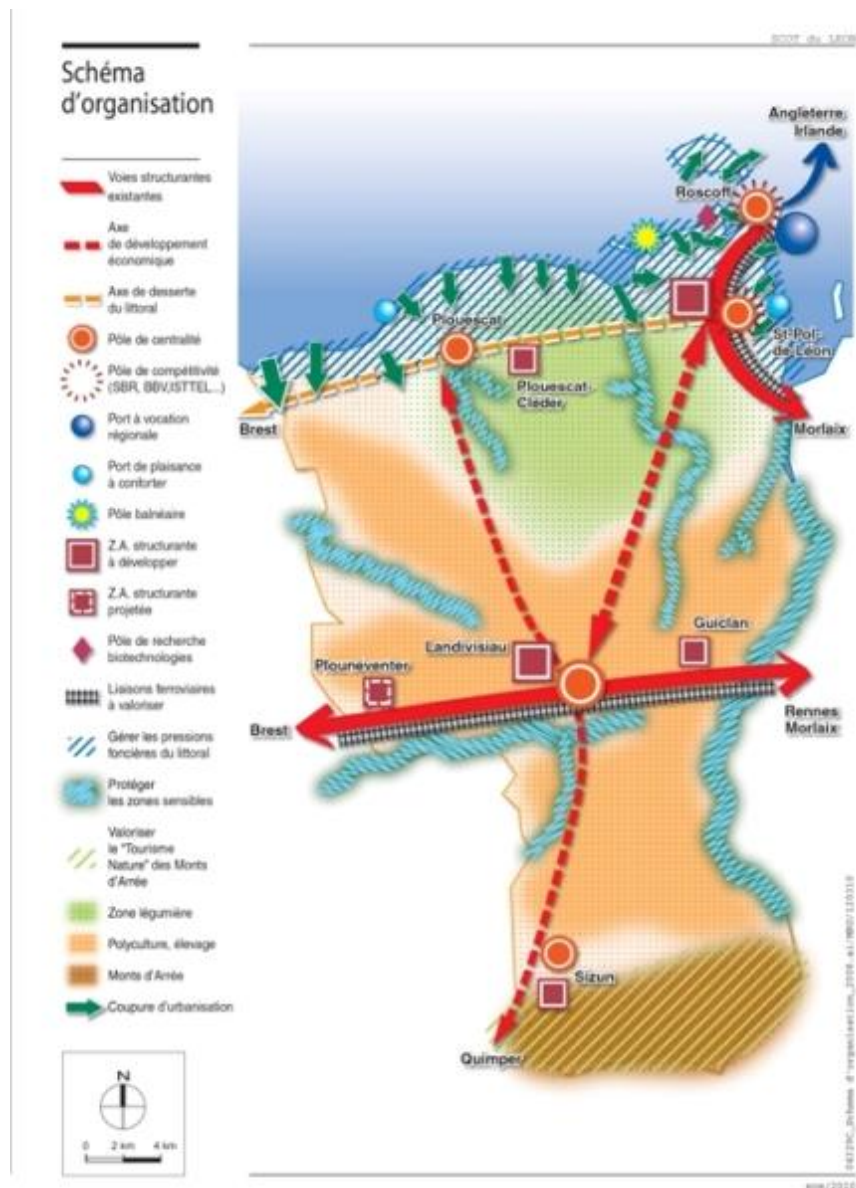 SCOT du LEON
Schéma
d'organisation
Voies structurantes
existantes
Axe
de développement
économique
Axe de desserte
du littoral
Pôle de centralité
Pôle de compétitivité
(SBR, BBV,ISTTEL...)
Port à vocation
régionale
Port de plaisance
à conforter
Pôle balnéaire
Z.A. structurante
à développer
Z.A. structurante
projetée
Pôle de recherche
biotechnologies
Liaisons ferroviaires
à valoriser
Gérer les pressions
foncières du littoral
Protéger
les zones sensibles
Valoriser
le "Tourisme
Nature" des Monts
d'Arrée
Zone légumière
Polyculture, élevage
Monts d'Arrée
Coupure d'urbanisation
N
0 2 km 4 km
Angleterre
Irlande
Roscoff
Plouescat
St-Pol-
de-Léon
Plouescat-
Cléder
Brest
Morlaix
Landivisiau
Guiclan
Plounéventer
Brest
Rennes
Morlaix
Sizun
Quimper